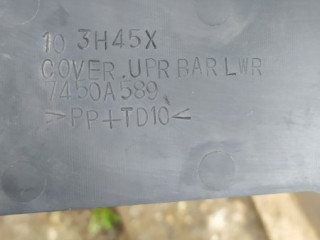 10 3H45X
COVER.UPR BAR LWR
7450A589
>PP+TD10<